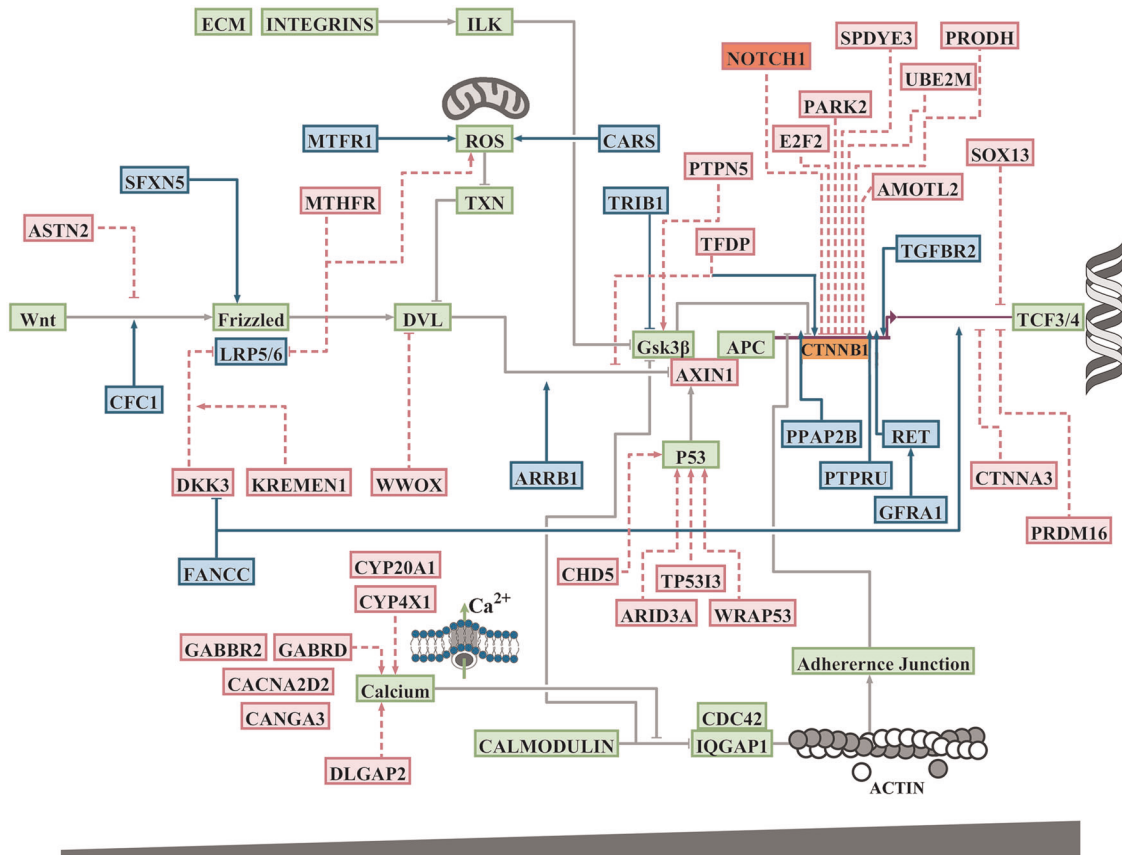 ECM
INTEGRINS
ILK
SPDYE3
PRODH
NOTCH1
UBE2M
PARK2
MTFR1
ROS
CARS
E2F2
SOX13
PTPN5
SFXN5
MTHFR
TXN
TRIB1
AMOTL2
ASTN2
TFDP
TGFBR2
Wnt
Frizzled
DVL
TCF3/4
Gsk3β
APC
CTNNB1
LRP5/6
AXIN1
CFC1
PPAP2B
RET
P53
DKK3
KREMEN1
WWOX
ARRB1
PTPRU
CTNNA3
GFRA1
PRDM16
FANCC
CYP20A1
CHD5
TP53I3
CYP4X1
Ca2+
ARID3A
WRAP53
GABBR2
GABRD
Adherernce Junction
CACNA2D2
Calcium
CANGA3
CDC42
CALMODULIN
IQGAP1
DLGAP2
ACTIN